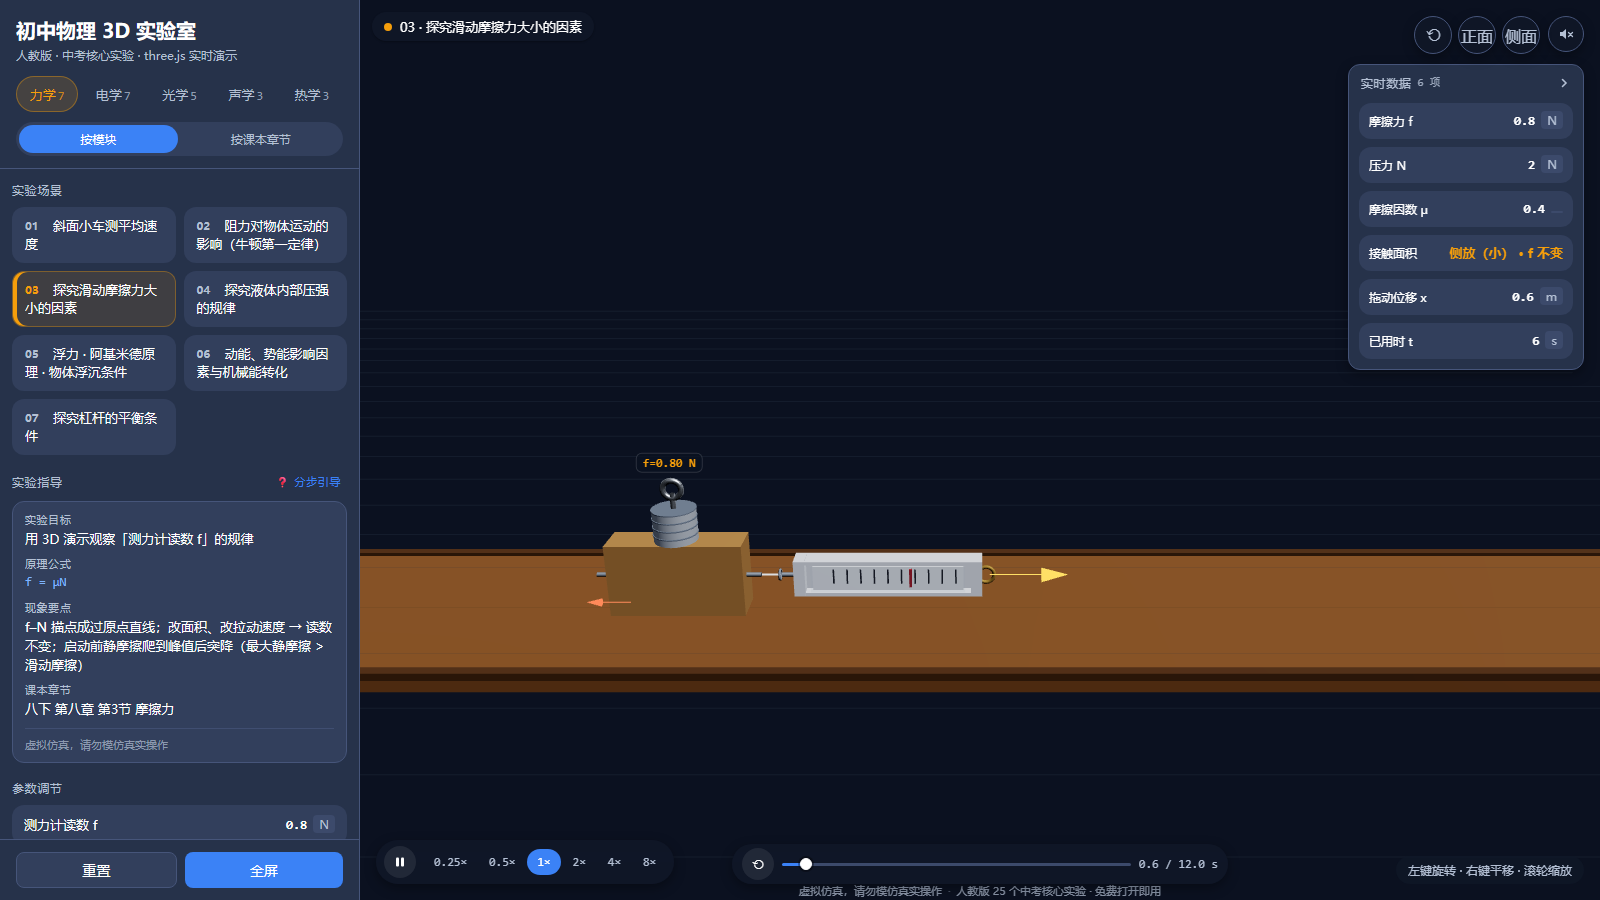 初中物理 3D 实验室
人教版 · 中考核心实验 · three.js 实时演示
力学 7
电学 7
光学 5
声学 3
热学 3
按模块
按课本章节
实验场景
01 斜面小车测平均速
度
02 阻力对物体运动的
影响（牛顿第一定律）
03 探究滑动摩擦力大
小的因素
04 探究液体内部压强
的规律
05 浮力 · 阿基米德原
理 · 物体浮沉条件
06 动能、势能影响因
素与机械能转化
07 探究杠杆的平衡条
件
实验指导
❓ 分步引导
实验目标
用 3D 演示观察「测力计读数 f」的规律
原理公式
f = μN
现象要点
f–N 描点成过原点直线；改面积、改拉动速度 → 读数
不变；启动前静摩擦爬到峰值后突降（最大静摩擦 >
滑动摩擦）
课本章节
八下 第八章 第3节 摩擦力
虚拟仿真，请勿模仿真实操作
参数调节
测力计读数 f 0.8 N
重置
全屏
03 · 探究滑动摩擦力大小的因素
正面
侧面
实时数据 6 项
摩擦力 f 0.8 N
压力 N 2 N
摩擦因数 μ 0.4 —
接触面积 侧放（小） · f 不变
拖动位移 x 0.6 m
已用时 t 6 s
f=0.80 N
0.25×
0.5×
1×
2×
4×
8×
0.6 / 12.0 s
虚拟仿真，请勿模仿真实操作 · 人教版 25 个中考核心实验 · 免费打开即用
左键旋转 · 右键平移 · 滚轮缩放